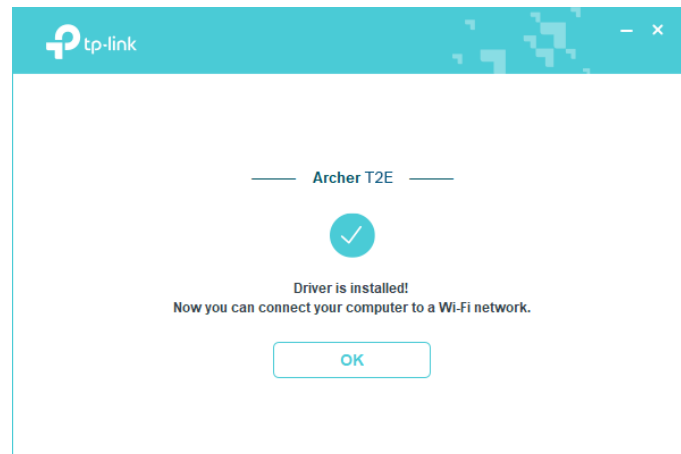 tp-link
Archer T2E
Driver is installed!
Now you can connect your computer to a Wi-Fi network.
OK